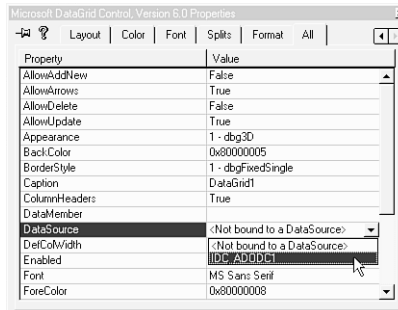 Microsoft DataGrid Control, Version 6.0 Properties
? Layout Color Font Splits Format All
Property Value
AllowAddNew False
AllowArrows True
AllowDelete False
AllowUpdate True
Appearance 1 - dbg3D
BackColor 0x80000005
BorderStyle 1 - dbgFixedSingle
Caption DataGrid1
ColumnHeaders True
DataMember
DataSource <Not bound to a DataSource>
DefColWidth <Not bound to a DataSource>
Enabled IDC_ADODC1
Font MS Sans Serif
ForeColor 0x80000008